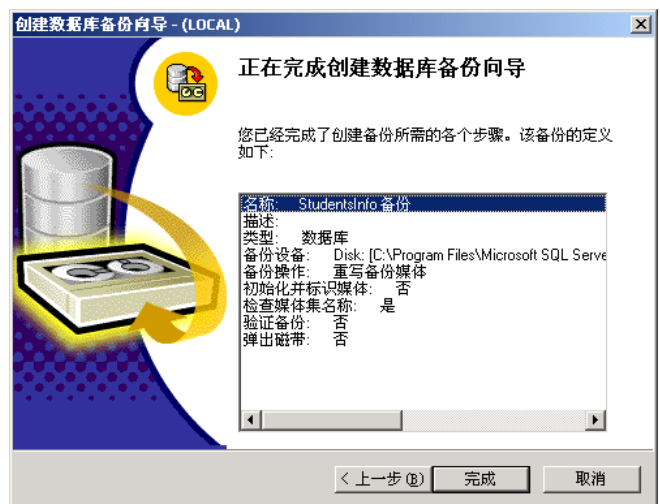 创建数据库备份向导 - (LOCAL)
正在完成创建数据库备份向导
您已经完成了创建备份所需的各个步骤。该备份的定义
如下:
名称: StudentsInfo 备份
描述:
类型: 数据库
备份设备: Disk: [C:\Program Files\Microsoft SQL Serve
备份操作: 重写备份媒体
初始化并标识媒体: 否
检查媒体集名称: 是
验证备份: 否
弹出磁带: 否
< 上一步(B) 完成 取消